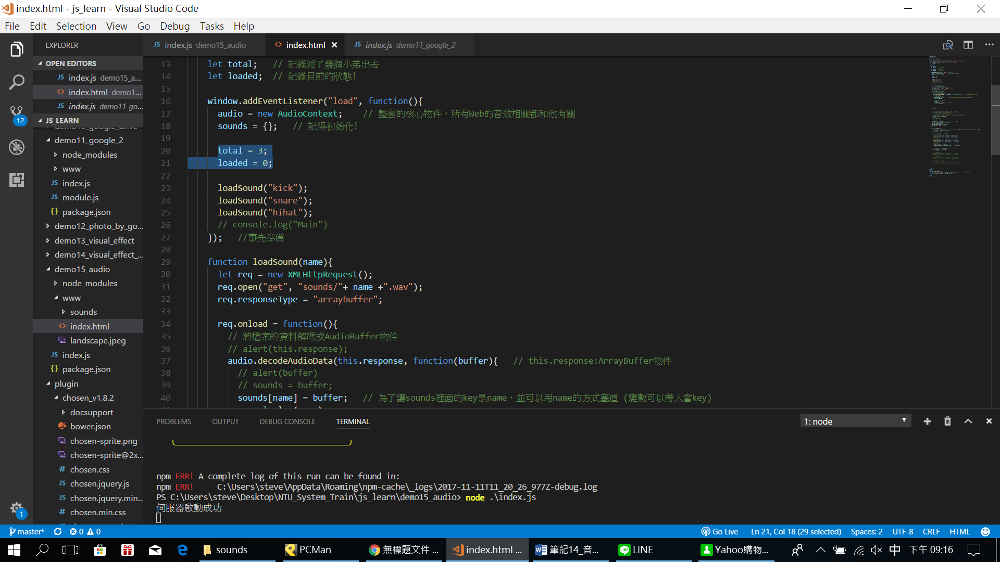 index.html - js_learn - Visual Studio Code
File Edit Selection View Go Debug Tasks Help
EXPLORER
OPEN EDITORS
JS index.js demo15_a...
<> index.html demo1...
JS index.js demo11_go...
JS_LEARN
demo11_google_2
node_modules
www
JS index.js
JS module.js
{} package.json
demo12_photo_by_go...
demo13_visual_effect
demo14_visual_effect_...
demo15_audio
node_modules
www
sounds
<> index.html
landscape.jpeg
JS index.js
{} package.json
plugin
chosen_v1.8.2
docsupport
bower.json
chosen-sprite.png
chosen-sprite@2x...
# chosen.css
JS chosen.jquery.js
JS chosen.jquery.min...
# chosen.min.css
12
1
JS index.js demo15_audio <> index.html × JS index.js demo11_google_2
13 let total; // 記錄派了幾個小弟出去
14 let loaded; // 紀錄目前的狀態!
15
16 window.addEventListener("load", function(){
17 audio = new AudioContext; // 整套的核心物件，所有Web的音效相關都和他有關
18 sounds = {}; // 記得初始化!
19
20 total = 3;
21 loaded = 0;
22
23 loadSound("kick");
24 loadSound("snare");
25 loadSound("hihat");
26 // console.log("Main")
27 }); //事先準備
28
29 function loadSound(name){
30 let req = new XMLHttpRequest();
31 req.open("get", "sounds/"+ name +".wav");
32 req.responseType = "arraybuffer";
33
34 req.onload = function(){
35 // 將檔案的資料解碼成AudioBuffer物件
36 // alert(this.response);
37 audio.decodeAudioData(this.response, function(buffer){ // this.response:ArrayBuffer物件
38 // alert(buffer)
39 // sounds = buffer;
40 sounds[name] = buffer; // 為了讓sounds裡面的key是name，並可以用name的方式塞值 (變數可以帶入當key)
PROBLEMS OUTPUT DEBUG CONSOLE TERMINAL 1: node
npm ERR! A complete log of this run can be found in:
npm ERR! C:\Users\steve\AppData\Roaming\npm-cache\_logs\2017-11-11T11_20_26_977Z-debug.log
PS C:\Users\steve\Desktop\NTU_System_Train\js_learn\demo15_audio> node .\index.js
伺服器啟動成功
master* 0 0 Go Live Ln 21, Col 18 (29 selected) Spaces: 2 UTF-8 CRLF HTML
sounds PCMan 無標題文件 ... index.html ... 筆記14_音... LINE Yahoo購物... 中 下午 09:16